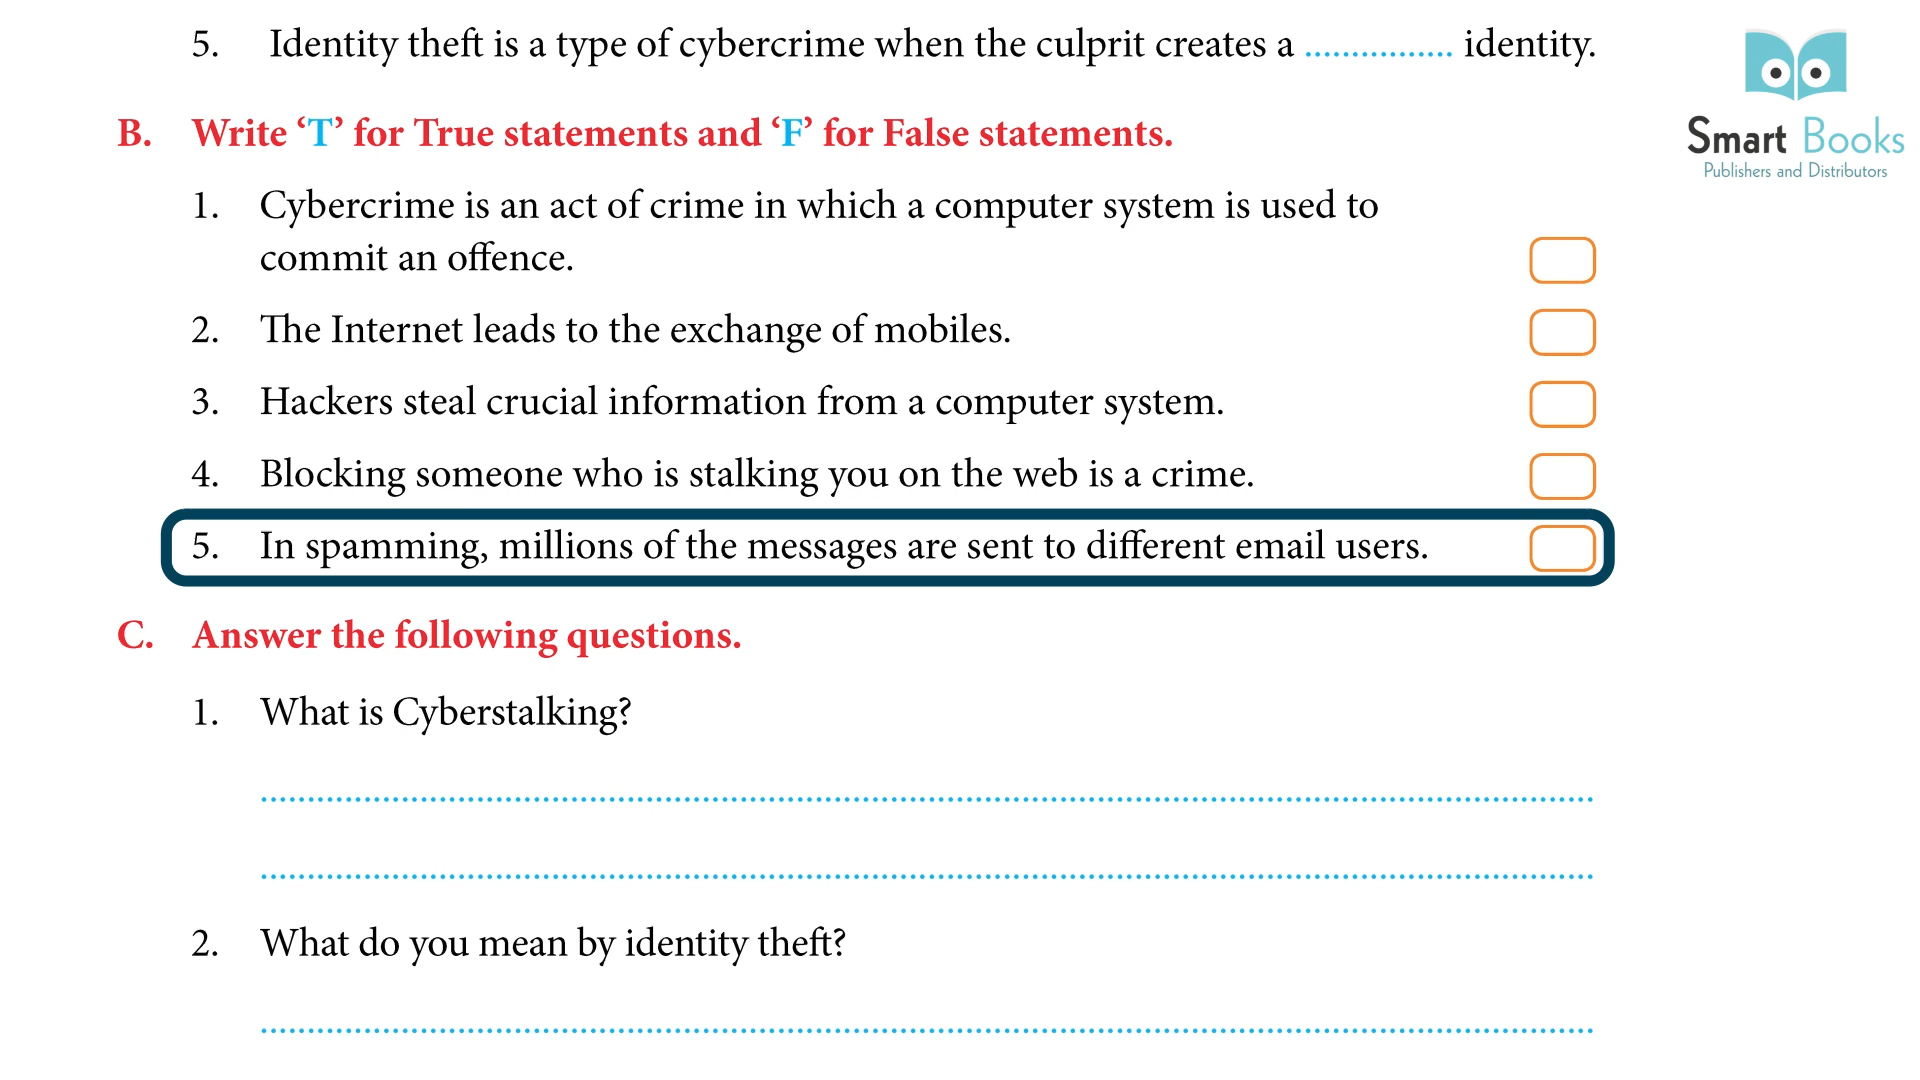 5. Identity theft is a type of cybercrime when the culprit creates a ................ identity.
Smart Books
Publishers and Distributors
B. Write ‘T’ for True statements and ‘F’ for False statements.
1. Cybercrime is an act of crime in which a computer system is used to
commit an offence.
2. The Internet leads to the exchange of mobiles.
3. Hackers steal crucial information from a computer system.
4. Blocking someone who is stalking you on the web is a crime.
5. In spamming, millions of the messages are sent to different email users.
C. Answer the following questions.
1. What is Cyberstalking?
2. What do you mean by identity theft?